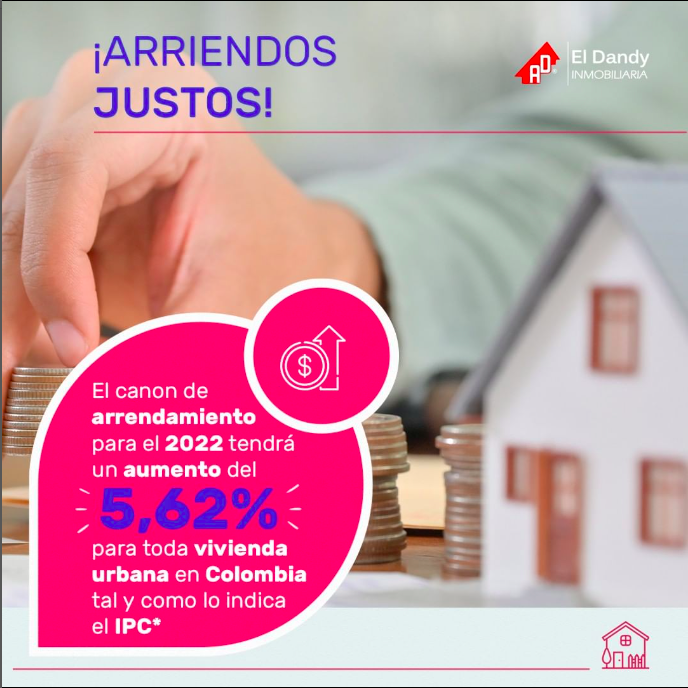 ¡ARRIENDOS
JUSTOS!
AD
El Dandy
INMOBILIARIA
$
El canon de
arrendamiento
para el 2022 tendrá
un aumento del
5,62%
para toda vivienda
urbana en Colombia
tal y como lo indica
el IPC*